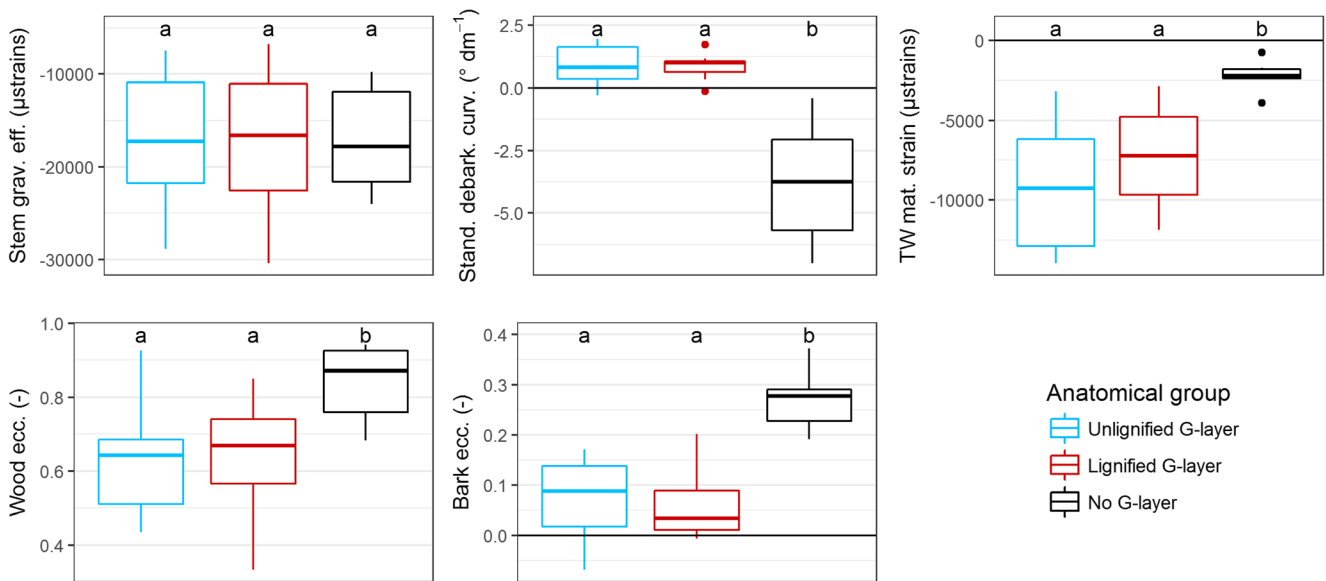 Stem grav. eff. (µstrains)
-10000
-20000
-30000
a a a
Stand. debark. curv. (° dm⁻¹)
2.5
0.0
-2.5
-5.0
a a b
TW mat. strain (µstrains)
0
-5000
-10000
a a b
Wood ecc. (-)
1.0
0.8
0.6
0.4
a a b
Bark ecc. (-)
0.4
0.3
0.2
0.1
0.0
a a b
Anatomical group
Unlignified G-layer
Lignified G-layer
No G-layer